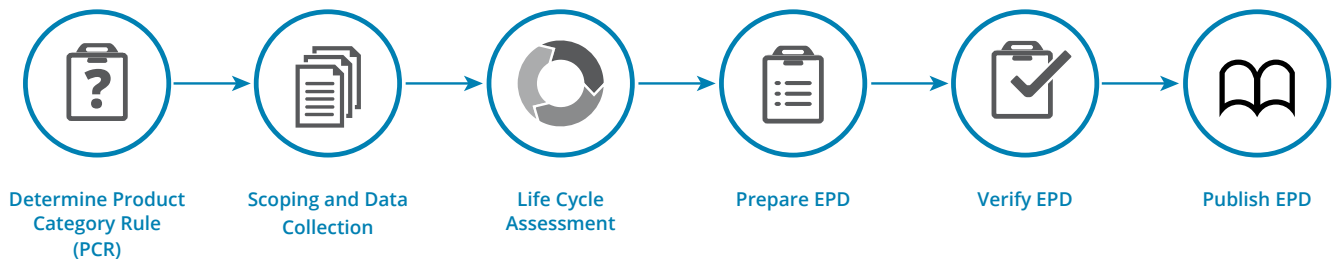 ?
Determine Product
Category Rule
(PCR)
Scoping and Data
Collection
Life Cycle
Assessment
Prepare EPD
Verify EPD
Publish EPD